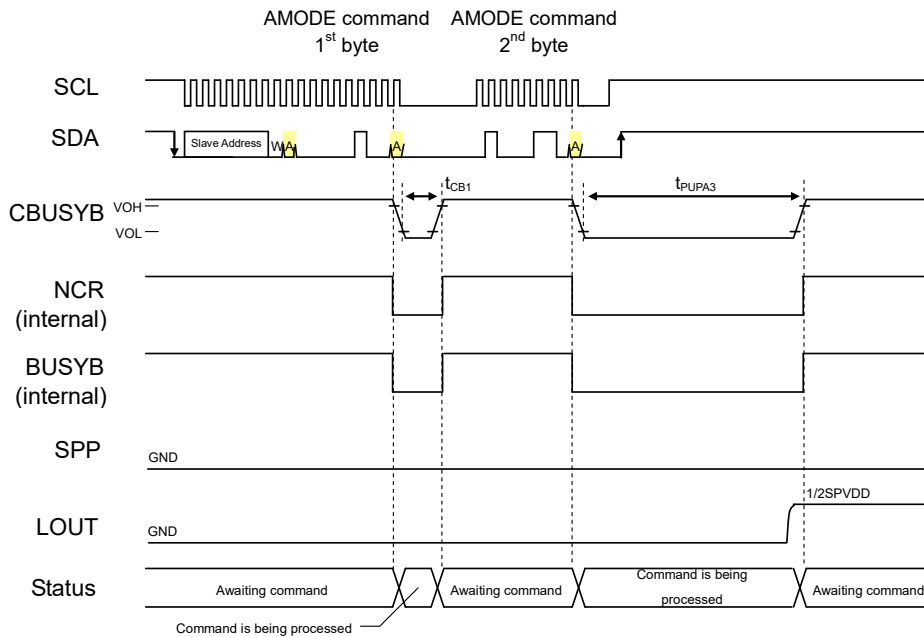 AMODE command
1st byte
AMODE command
2nd byte
SCL
SDA
Slave Address
W
A
A
A
tCB1
tPUPA3
CBUSYB
VOH
VOL
NCR
(internal)
BUSYB
(internal)
SPP
GND
1/2SPVDD
LOUT
GND
Status
Awaiting command
Awaiting command
Command is being
processed
Awaiting command
Command is being processed